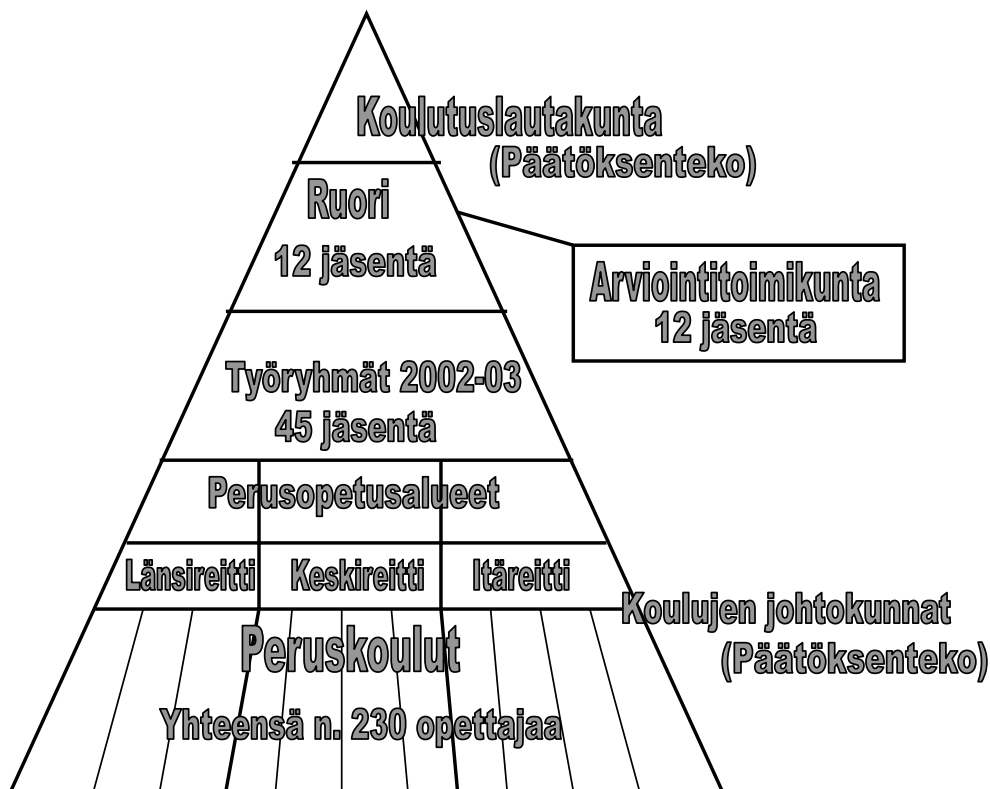 Koulutuslautakunta
(Päätöksenteko)
Ruori
12 jäsentä
Arviointitoimikunta
12 jäsentä
Työryhmät 2002-03
45 jäsentä
Perusopetusalueet
Länsireitti
Keskireitti
Itäreitti
Koulujen johtokunnat
(Päätöksenteko)
Peruskoulut
Yhteensä n. 230 opettajaa